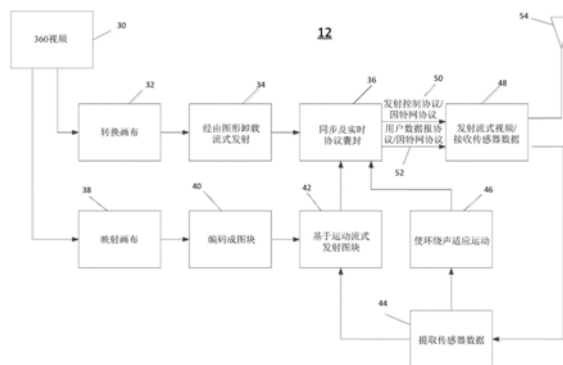 30
360视频
12
54
32
34
36
50
48
转换画布
经由图形卸载
流式发射
同步及实时
协议囊封
发射控制协议/
因特网协议
用户数据报协
议/因特网协议
52
发射流式视频/
接收传感器数据
38
40
42
46
映射画布
编码成图块
基于运动流式
发射图块
使环绕声适应运动
44
提取传感器数据